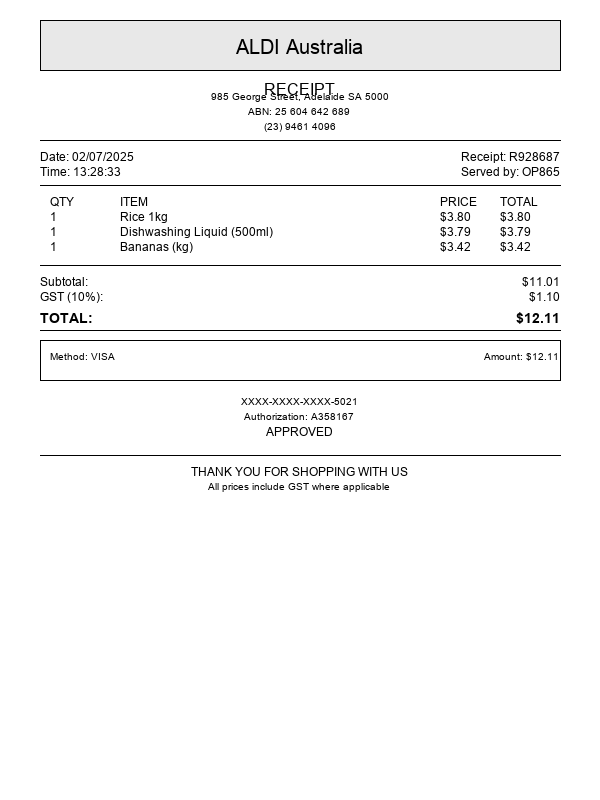 ALDI Australia
RECEIPT
985 George Street, Adelaide SA 5000
ABN: 25 604 642 689
(23) 9461 4096
Date: 02/07/2025 Receipt: R928687
Time: 13:28:33 Served by: OP865
QTY ITEM PRICE TOTAL
1 Rice 1kg $3.80 $3.80
1 Dishwashing Liquid (500ml) $3.79 $3.79
1 Bananas (kg) $3.42 $3.42
Subtotal: $11.01
GST (10%): $1.10
TOTAL: $12.11
Method: VISA Amount: $12.11
XXXX-XXXX-XXXX-5021
Authorization: A358167
APPROVED
THANK YOU FOR SHOPPING WITH US
All prices include GST where applicable